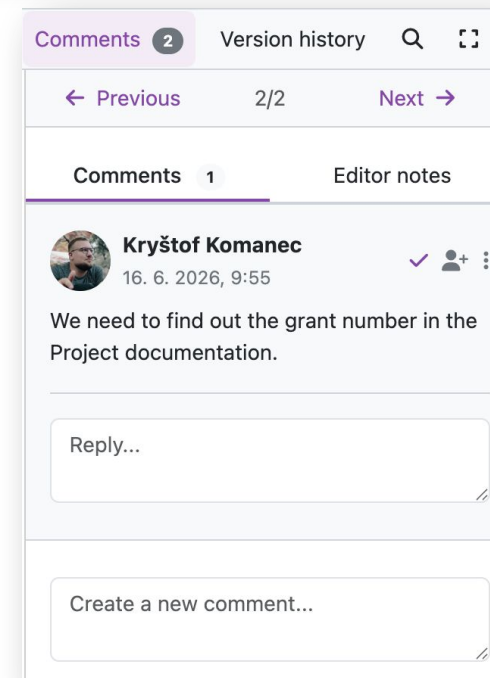 Comments 2 Version history
← Previous 2/2 Next →
Comments 1 Editor notes
Kryštof Komanec
16. 6. 2026, 9:55
We need to find out the grant number in the
Project documentation.
Reply...
Create a new comment...